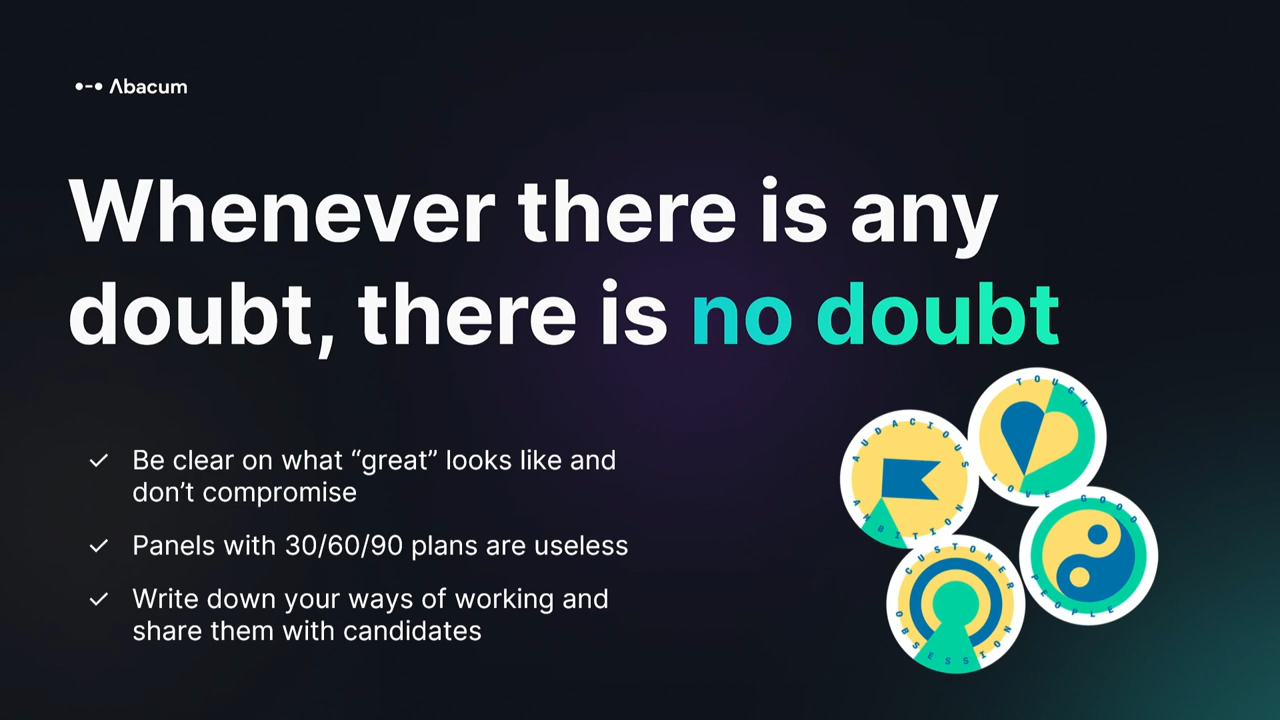 Abacum
Whenever there is any
doubt, there is no doubt
Be clear on what “great” looks like and
don’t compromise
Panels with 30/60/90 plans are useless
Write down your ways of working and
share them with candidates
AUDACIOUS
AMBITION
TOUGH
LOVE
GOOD
PEOPLE
CUSTOMER
OBSESSION